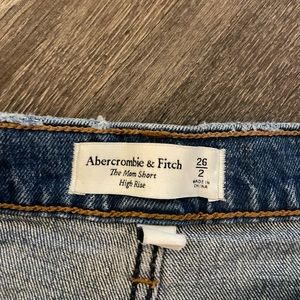 Abercrombie & Fitch
The Mom Short
High Rise
26
2
MADE IN
CHINA